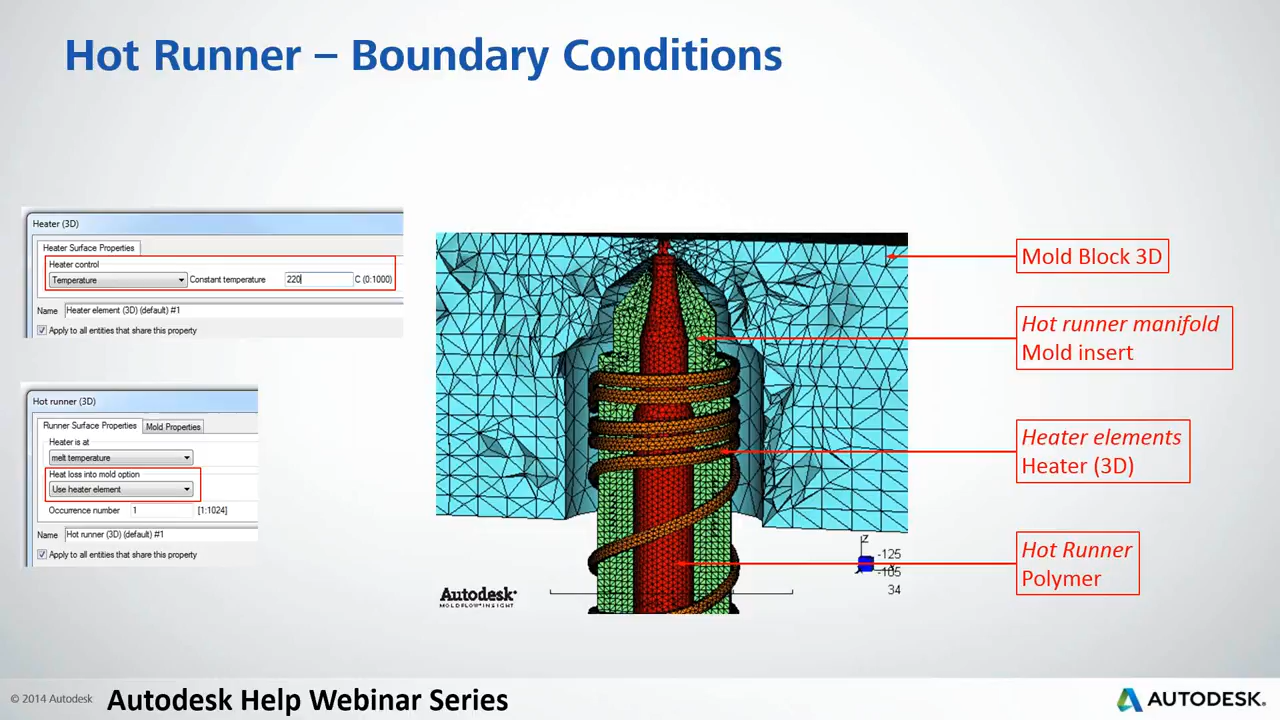 Hot Runner – Boundary Conditions
Heater (3D)
Heater Surface Properties
Heater control
Temperature
Constant temperature
220
C (0:1000)
Name
Heater element (3D) (default) #1
Apply to all entities that share this property
Hot runner (3D)
Runner Surface Properties
Mold Properties
Heater is at
melt temperature
Heat loss into mold option
Use heater element
Occurrence number
1
[1:1024]
Name
Hot runner (3D) (default) #1
Apply to all entities that share this property
Mold Block 3D
Hot runner manifold
Mold insert
Heater elements
Heater (3D)
Hot Runner
Polymer
Z
-125
-105
34
Autodesk
MOLDFLOW INSIGHT
© 2014 Autodesk
Autodesk Help Webinar Series
AUTODESK.